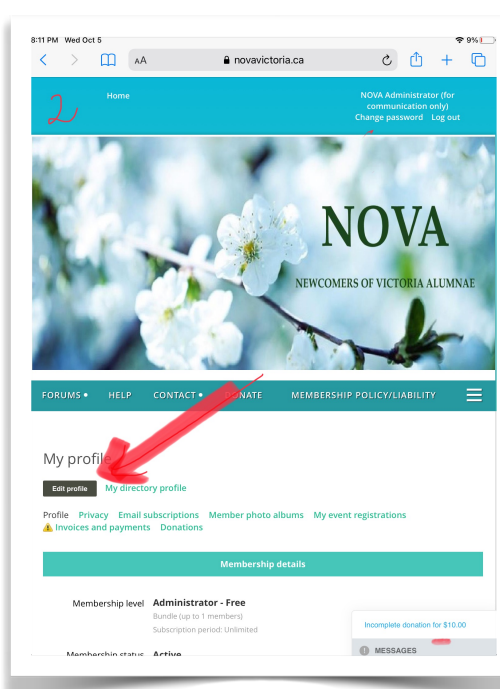 8:11 PM Wed Oct 5
9%
AA novavictoria.ca
2
Home
NOVA Administrator (for
communication only)
Change password Log out
NOVA
NEWCOMERS OF VICTORIA ALUMNAE
FORUMS HELP CONTACT DONATE MEMBERSHIP POLICY/LIABILITY
My profile
Edit profile My directory profile
Profile Privacy Email subscriptions Member photo albums My event registrations
Invoices and payments Donations
Membership details
Membership level Administrator - Free
Bundle (up to 1 members)
Subscription period: Unlimited
Incomplete donation for $10.00
MESSAGES
Membership status Active